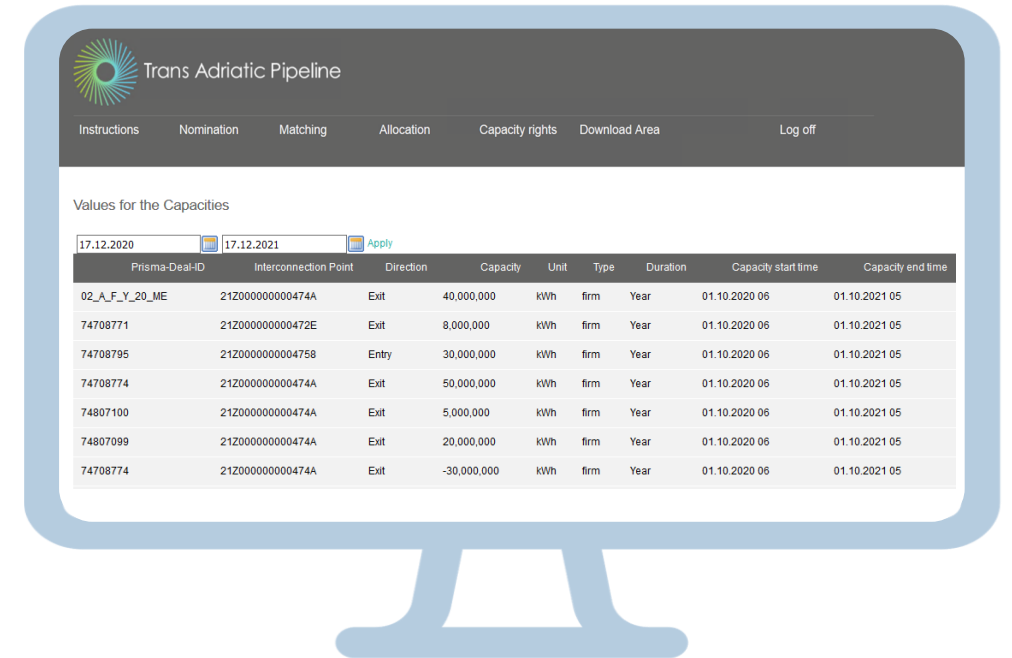 Trans Adriatic Pipeline
Instructions Nomination Matching Allocation Capacity rights Download Area Log off
Values for the Capacities
17.12.2020 17.12.2021 Apply
Prisma-Deal-ID Interconnection Point Direction Capacity Unit Type Duration Capacity start time Capacity end time
02_A_F_Y_20_ME 21Z000000000474A Exit 40,000,000 kWh firm Year 01.10.2020 06 01.10.2021 05
74708771 21Z000000000472E Exit 8,000,000 kWh firm Year 01.10.2020 06 01.10.2021 05
74708795 21Z0000000004758 Entry 30,000,000 kWh firm Year 01.10.2020 06 01.10.2021 05
74708774 21Z000000000474A Exit 50,000,000 kWh firm Year 01.10.2020 06 01.10.2021 05
74807100 21Z000000000474A Exit 5,000,000 kWh firm Year 01.10.2020 06 01.10.2021 05
74807099 21Z000000000474A Exit 20,000,000 kWh firm Year 01.10.2020 06 01.10.2021 05
74708774 21Z000000000474A Exit -30,000,000 kWh firm Year 01.10.2020 06 01.10.2021 05